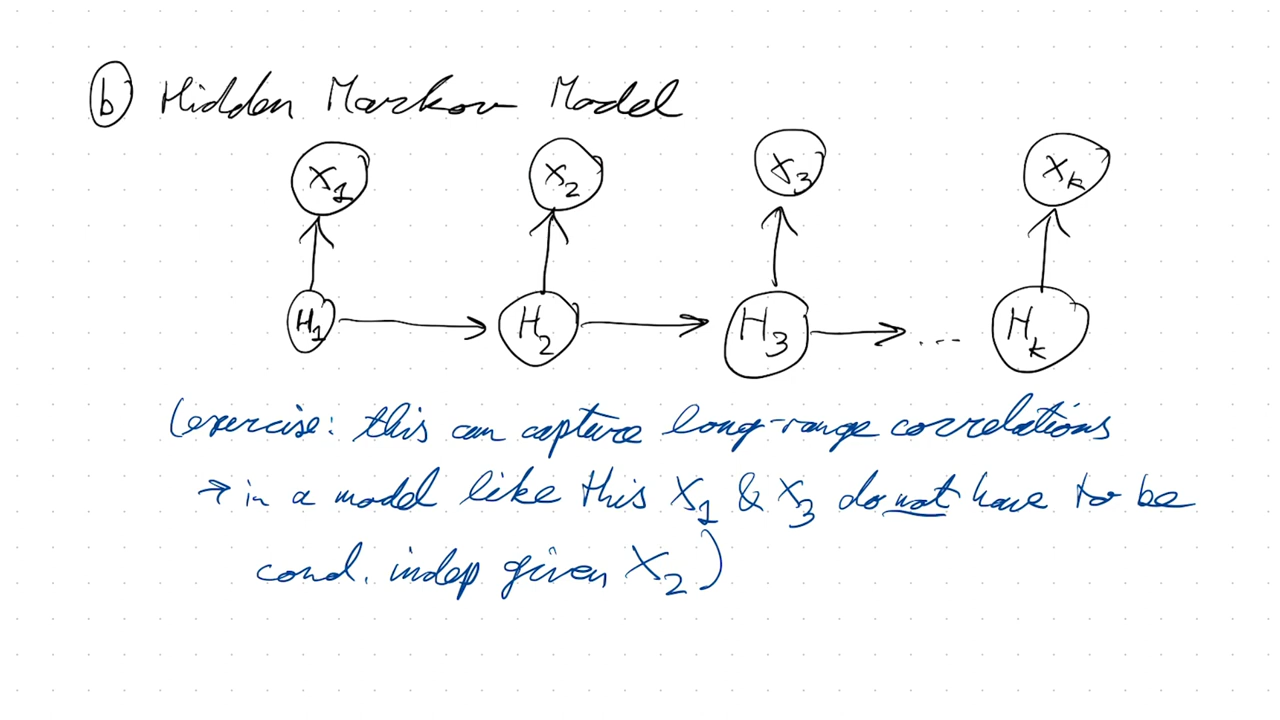 b Hidden Markov Model
X₁ X₂ X₃ Xₖ
H₁ H₂ H₃ ... Hₖ
(exercise: this can capture long-range correlations
→ in a model like this X₁ & X₃ do not have to be
cond. indep given X₂)